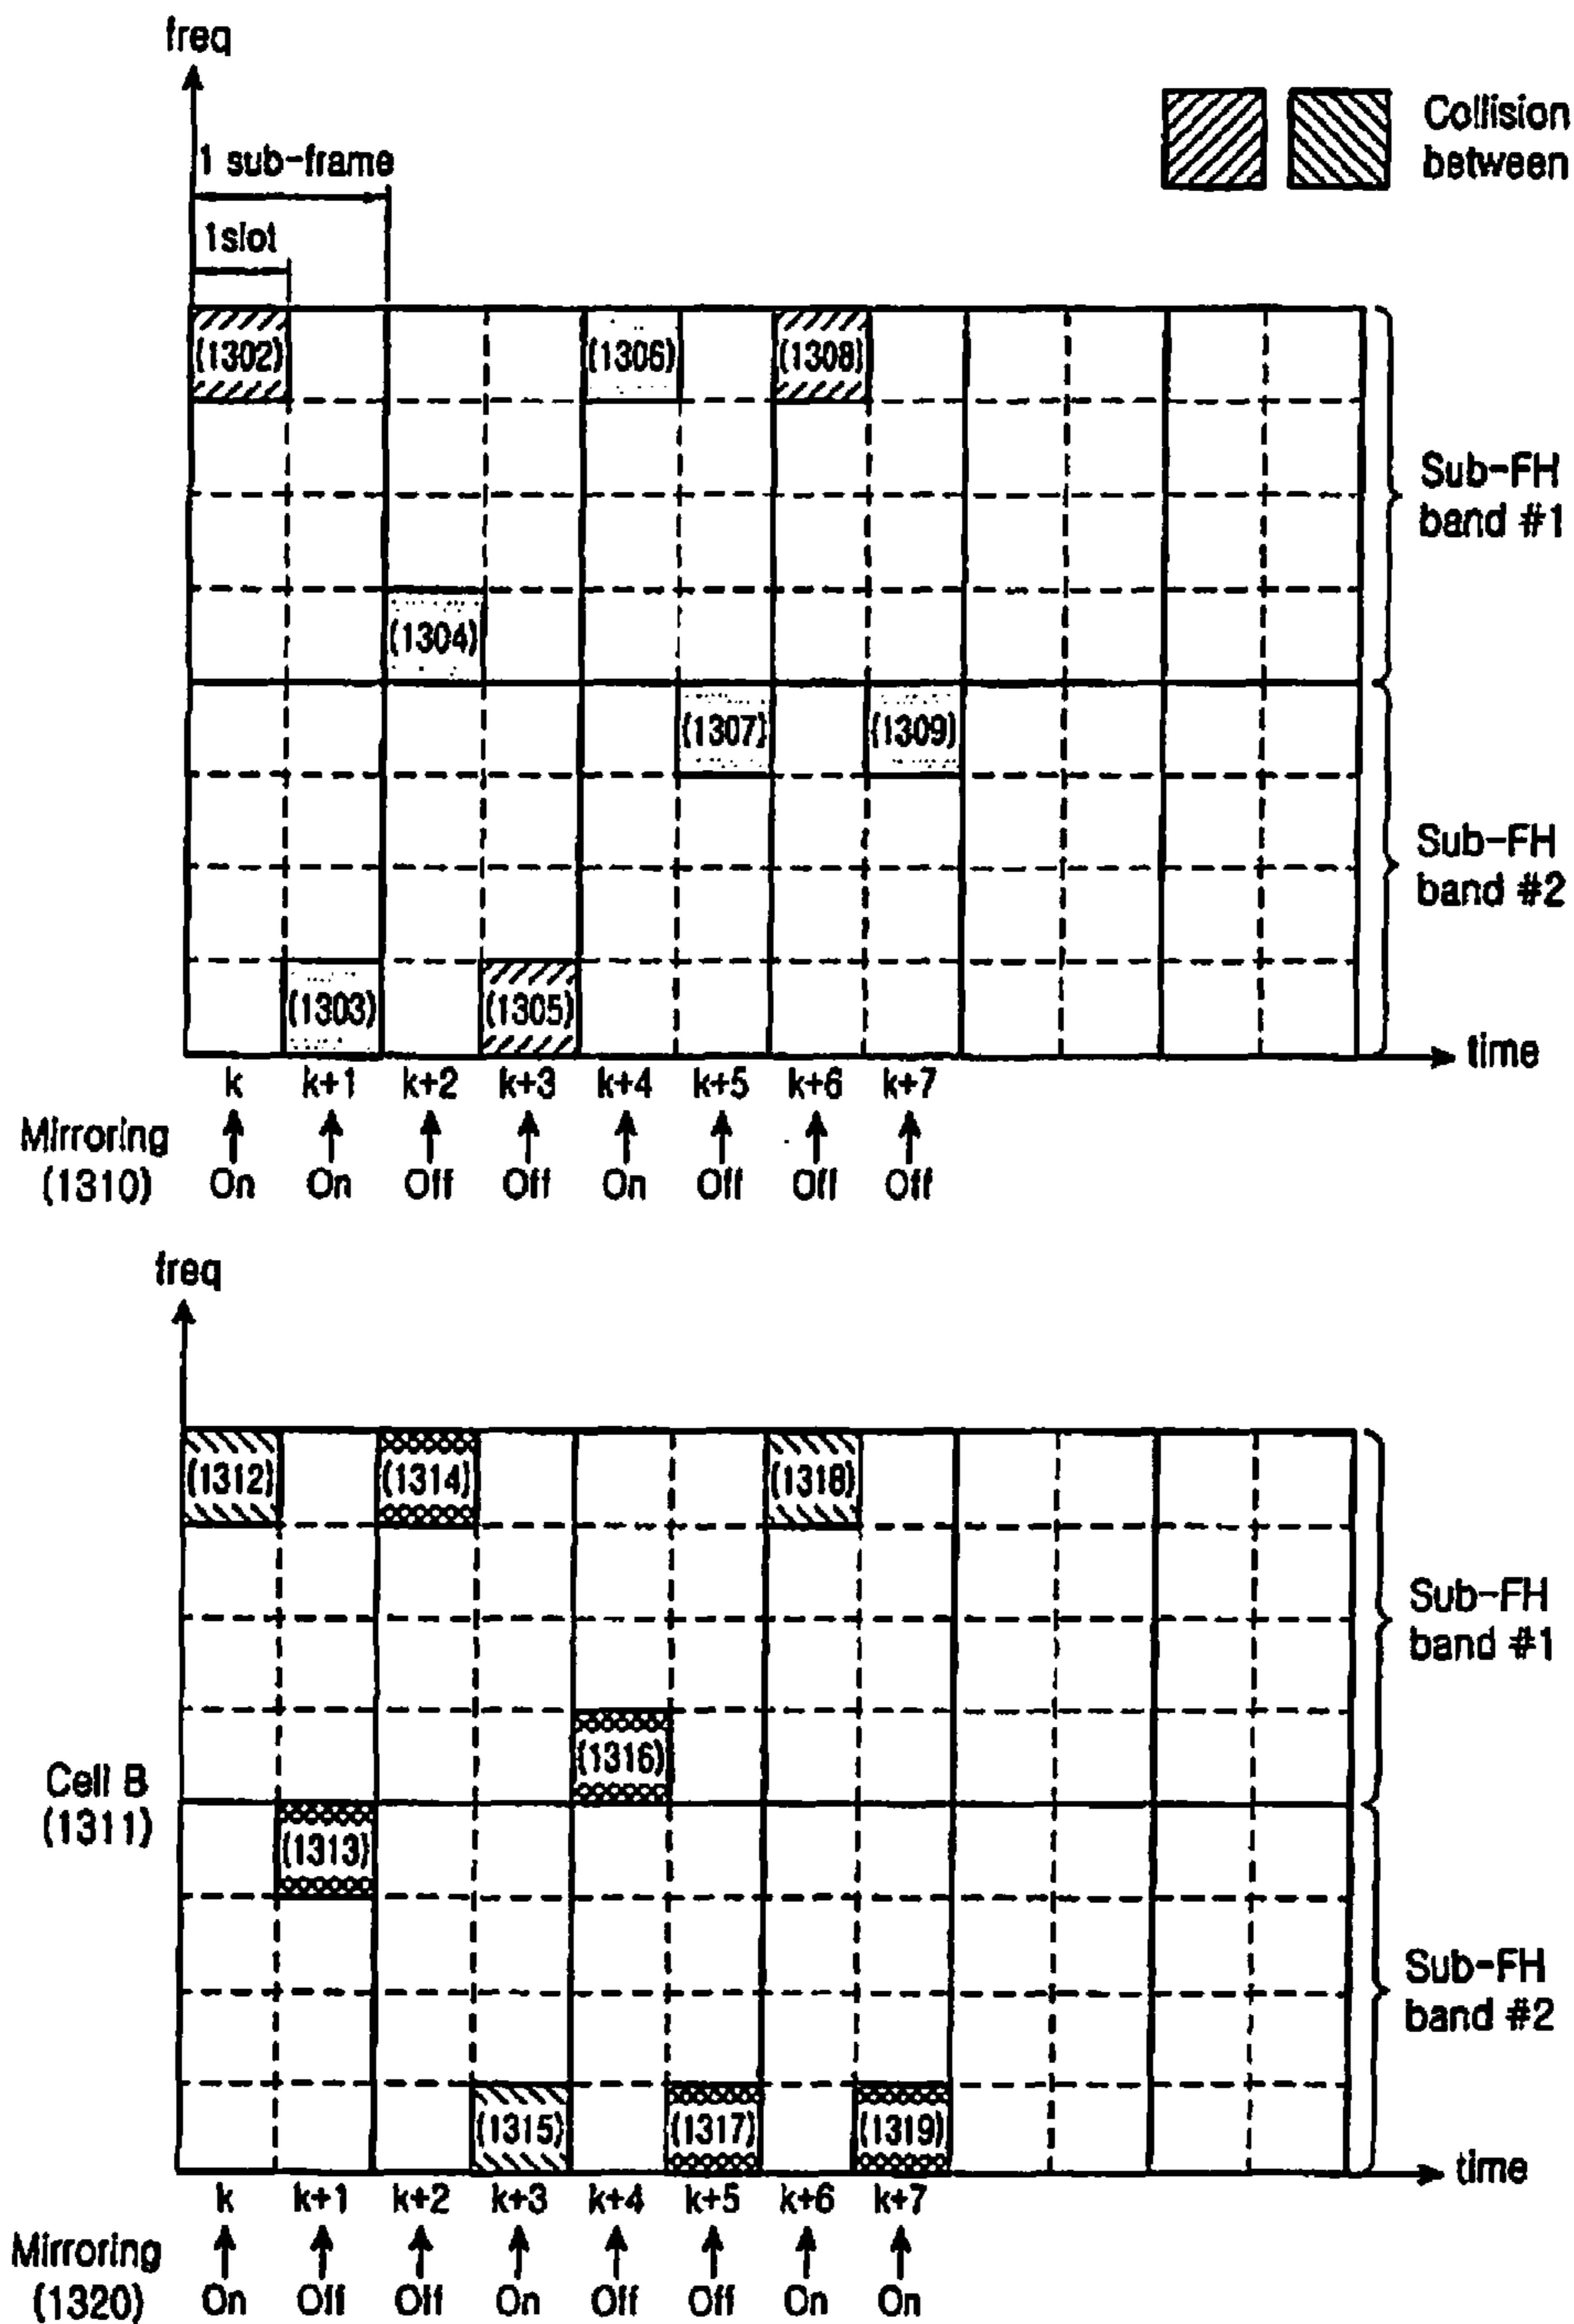 freq
Collision
between
1 sub-frame
1slot
(1302)
(1306)
(1308)
Sub-FH
band #1
(1304)
(1307)
(1309)
Sub-FH
band #2
(1303)
(1305)
time
k k+1 k+2 k+3 k+4 k+5 k+6 k+7
Mirroring
(1310)
On On Off Off On Off Off Off
freq
(1312)
(1314)
(1318)
Sub-FH
band #1
(1316)
Cell B
(1311)
(1313)
Sub-FH
band #2
(1315)
(1317)
(1319)
time
k k+1 k+2 k+3 k+4 k+5 k+6 k+7
Mirroring
(1320)
On Off Off On Off Off On On